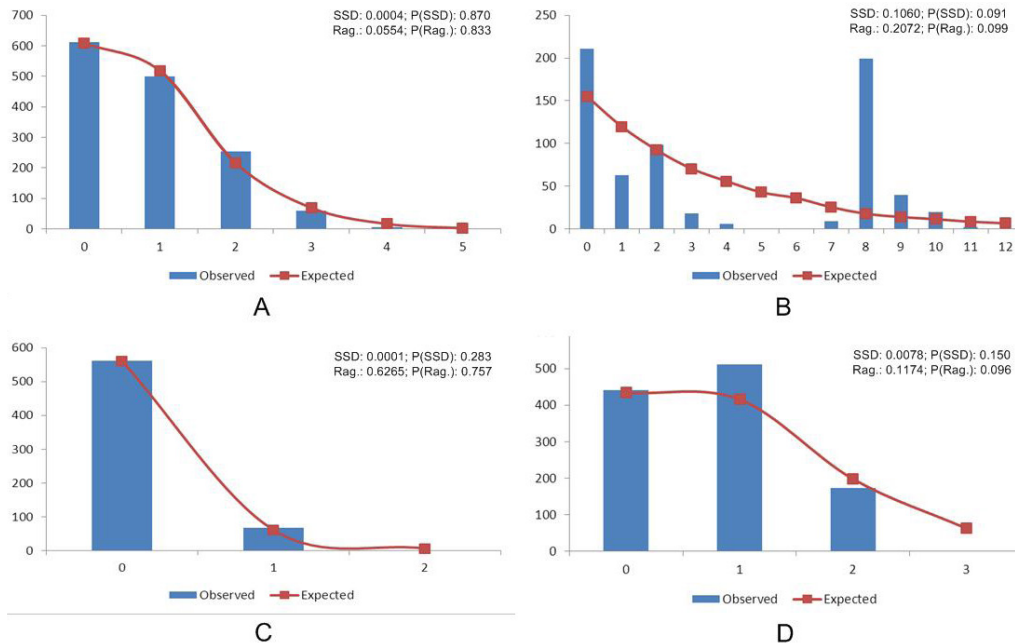 SSD: 0.0004; P(SSD): 0.870
Rag.: 0.0554; P(Rag.): 0.833
700
600
500
400
300
200
100
0
0 1 2 3 4 5
Observed Expected
A
SSD: 0.1060; P(SSD): 0.091
Rag.: 0.2072; P(Rag.): 0.099
250
200
150
100
50
0
0 1 2 3 4 5 6 7 8 9 10 11 12
Observed Expected
B
SSD: 0.0001; P(SSD): 0.283
Rag.: 0.6265; P(Rag.): 0.757
600
500
400
300
200
100
0
0 1 2
Observed Expected
C
SSD: 0.0078; P(SSD): 0.150
Rag.: 0.1174; P(Rag.): 0.096
500
400
300
200
100
0
0 1 2 3
Observed Expected
D